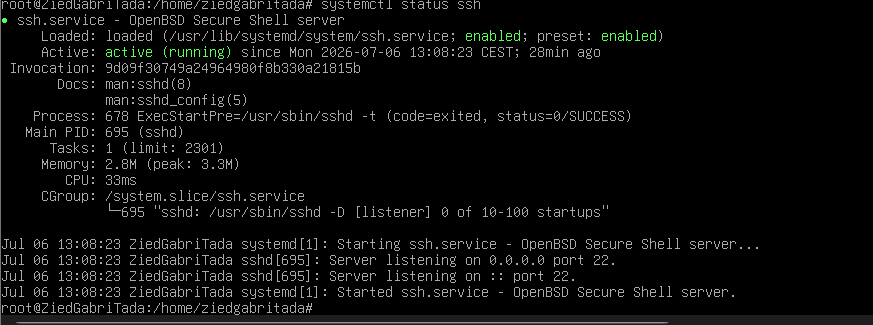 root@ZiedGabriTada:/home/ziedgabritada# systemctl status ssh
● ssh.service - OpenBSD Secure Shell server
Loaded: loaded (/usr/lib/systemd/system/ssh.service; enabled; preset: enabled)
Active: active (running) since Mon 2026-07-06 13:08:23 CEST; 28min ago
Invocation: 9d09f30749a24964980f8b330a21815b
Docs: man:sshd(8)
man:sshd_config(5)
Process: 678 ExecStartPre=/usr/sbin/sshd -t (code=exited, status=0/SUCCESS)
Main PID: 695 (sshd)
Tasks: 1 (limit: 2301)
Memory: 2.8M (peak: 3.3M)
CPU: 33ms
CGroup: /system.slice/ssh.service
└─695 "sshd: /usr/sbin/sshd -D [listener] 0 of 10-100 startups"
Jul 06 13:08:23 ZiedGabriTada systemd[1]: Starting ssh.service - OpenBSD Secure Shell server...
Jul 06 13:08:23 ZiedGabriTada sshd[695]: Server listening on 0.0.0.0 port 22.
Jul 06 13:08:23 ZiedGabriTada sshd[695]: Server listening on :: port 22.
Jul 06 13:08:23 ZiedGabriTada systemd[1]: Started ssh.service - OpenBSD Secure Shell server.
root@ZiedGabriTada:/home/ziedgabritada#